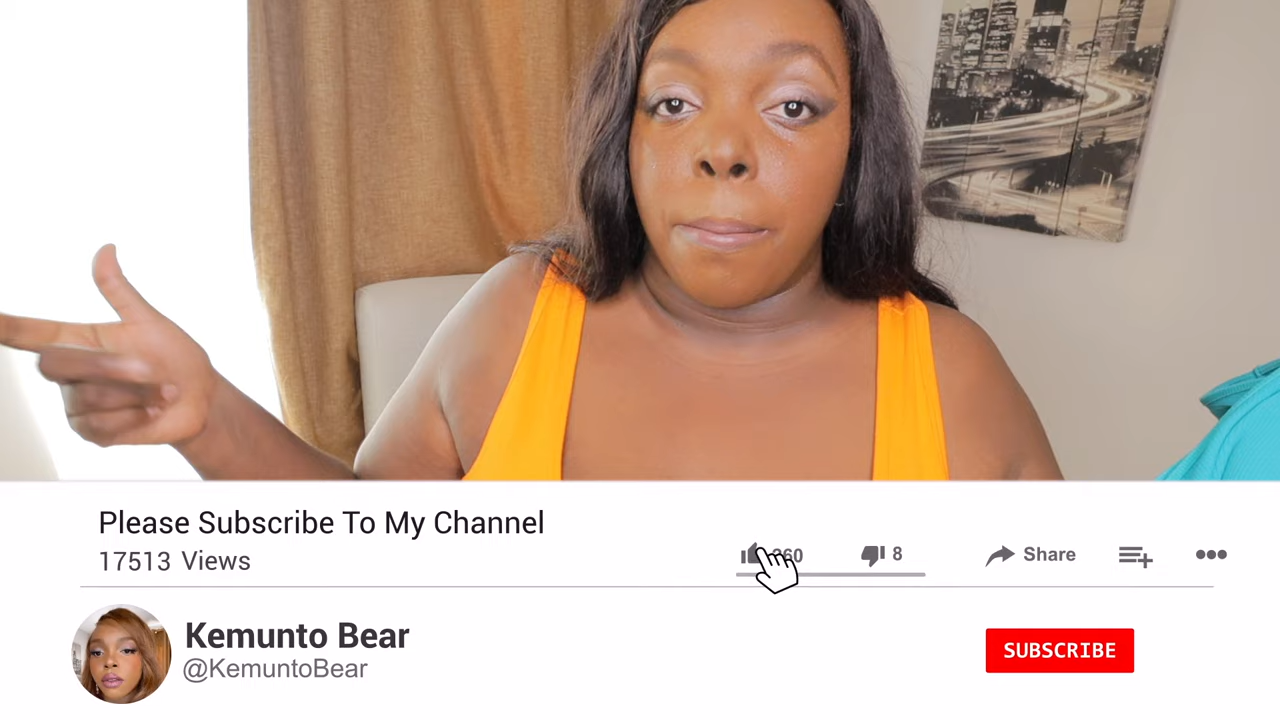 Please Subscribe To My Channel
17513 Views
8
Share
Kemunto Bear
@KemuntoBear
SUBSCRIBE